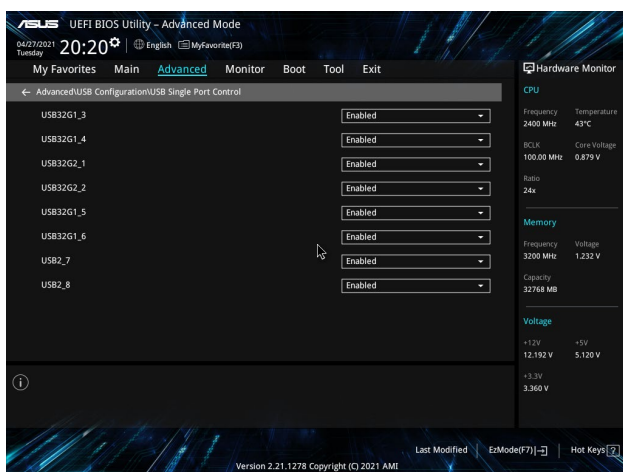 ASUS UEFI BIOS Utility – Advanced Mode
04/27/2021 Tuesday 20:20 English MyFavorite(F3)
My Favorites Main Advanced Monitor Boot Tool Exit
← Advanced\USB Configuration\USB Single Port Control
USB32G1_3 Enabled
USB32G1_4 Enabled
USB32G2_1 Enabled
USB32G2_2 Enabled
USB32G1_5 Enabled
USB32G1_6 Enabled
USB2_7 Enabled
USB2_8 Enabled
Hardware Monitor
CPU
Frequency Temperature
2400 MHz 43°C
BCLK Core Voltage
100.00 MHz 0.879 V
Ratio
24x
Memory
Frequency Voltage
3200 MHz 1.232 V
Capacity
32768 MB
Voltage
+12V +5V
12.192 V 5.120 V
+3.3V
3.360 V
i
Last Modified EzMode(F7) Hot Keys ?
Version 2.21.1278 Copyright (C) 2021 AMI